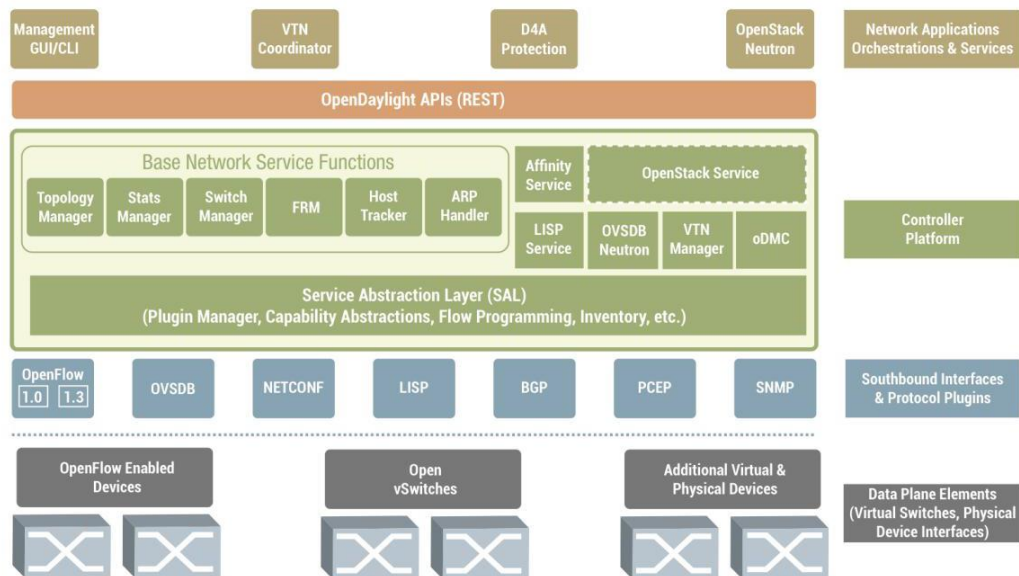 Management
GUI/CLI
VTN
Coordinator
D4A
Protection
OpenStack
Neutron
Network Applications
Orchestrations & Services
OpenDaylight APIs (REST)
Base Network Service Functions
Topology
Manager
Stats
Manager
Switch
Manager
FRM
Host
Tracker
ARP
Handler
Affinity
Service
OpenStack Service
LISP
Service
OVSDB
Neutron
VTN
Manager
oDMC
Controller
Platform
Service Abstraction Layer (SAL)
(Plugin Manager, Capability Abstractions, Flow Programming, Inventory, etc.)
OpenFlow
1.0 1.3
OVSDB
NETCONF
LISP
BGP
PCEP
SNMP
Southbound Interfaces
& Protocol Plugins
OpenFlow Enabled
Devices
Open
vSwitches
Additional Virtual &
Physical Devices
Data Plane Elements
(Virtual Switches, Physical
Device Interfaces)